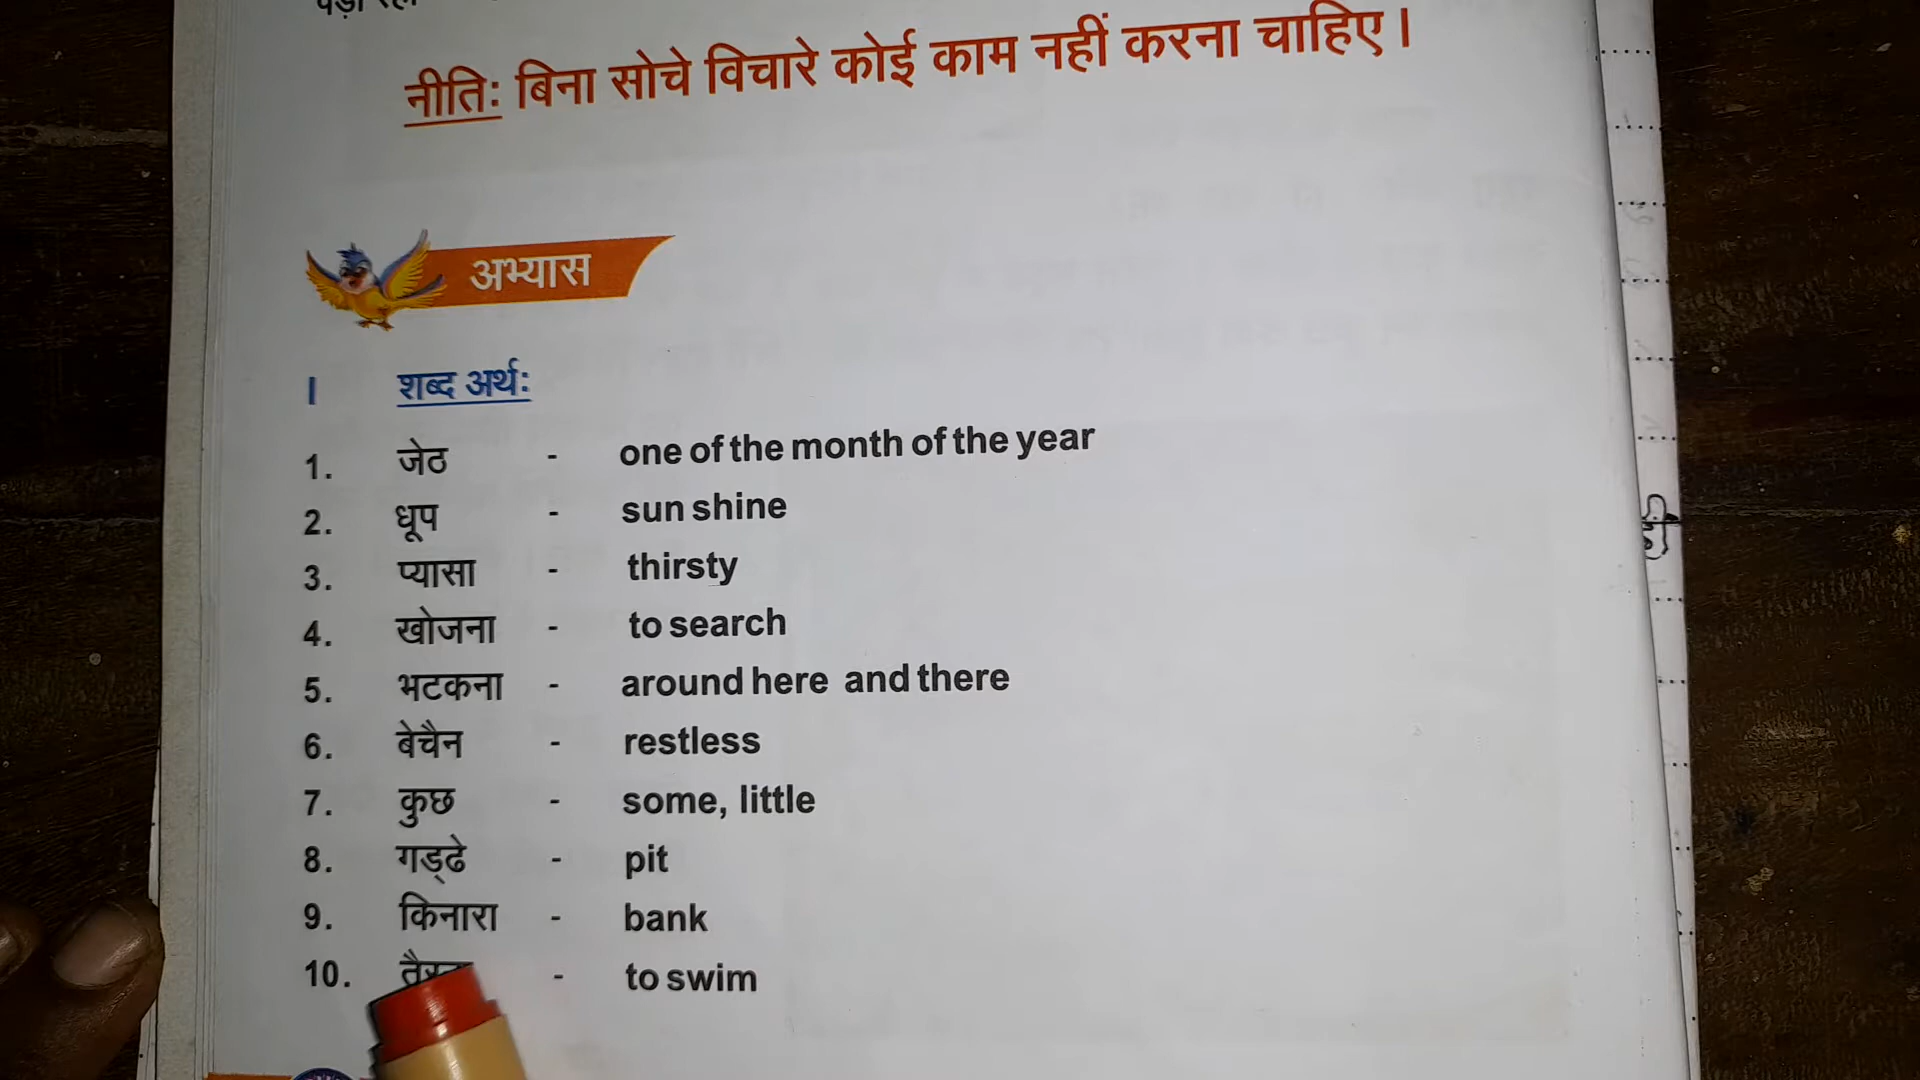 नीतिः बिना सोचे विचारे कोई काम नहीं करना चाहिए।
अभ्यास
I शब्द अर्थः
1. जेठ - one of the month of the year
2. धूप - sun shine
3. प्यासा - thirsty
4. खोजना - to search
5. भटकना - around here and there
6. बेचैन - restless
7. कुछ - some, little
8. गड्‌ढे - pit
9. किनारा - bank
10. - to swim